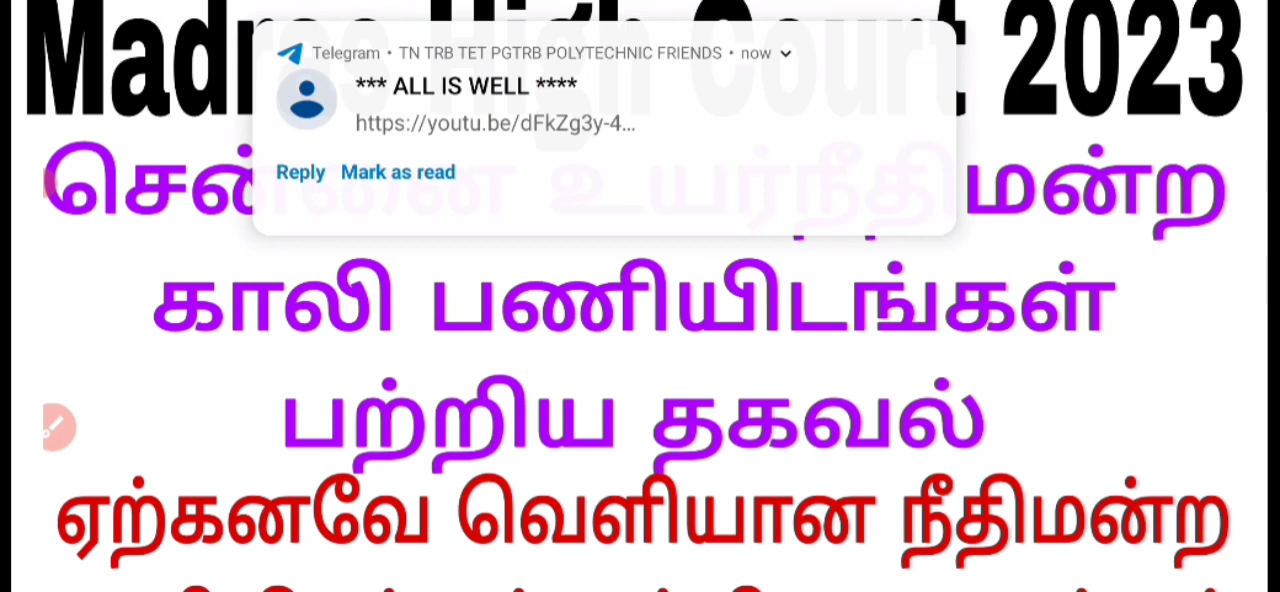 Madras High Court 2023
Telegram • TN TRB TET PGTRB POLYTECHNIC FRIENDS • now
*** ALL IS WELL ****
https://youtu.be/dFkZg3y-4...
Reply Mark as read
சென்னை உயர்நீதிமன்ற
காலி பணியிடங்கள்
பற்றிய தகவல்
ஏற்கனவே வெளியான நீதிமன்ற